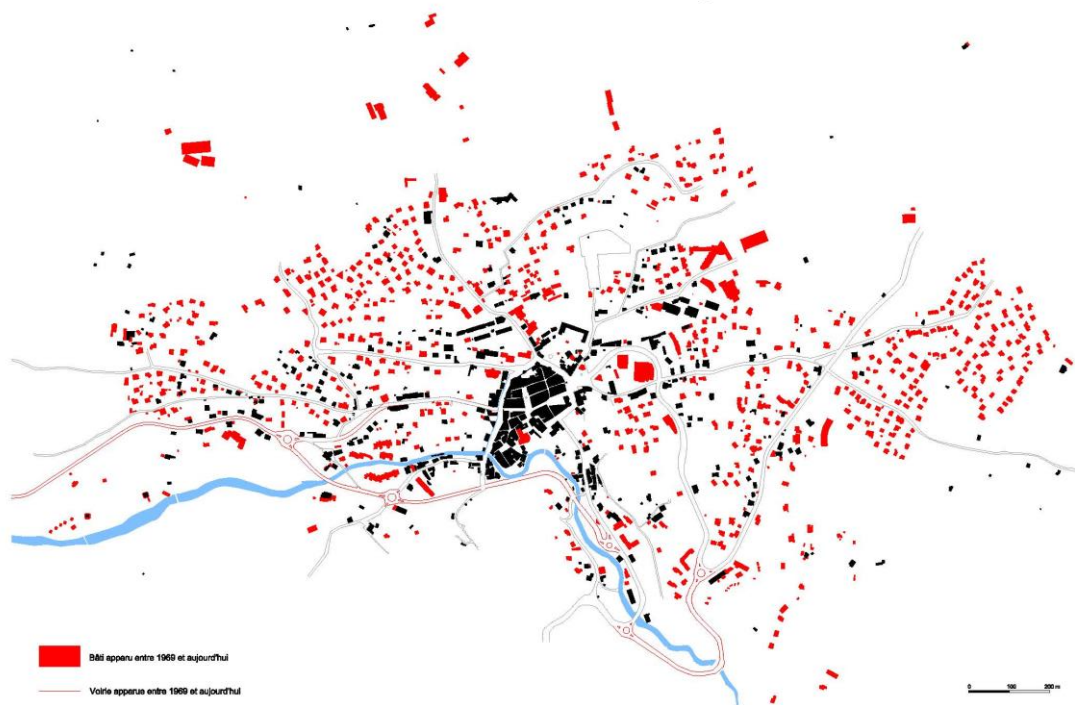 Bâti apparu entre 1969 et aujourd'hui
Voirie apparue entre 1969 et aujourd'hui
0 100 200 m